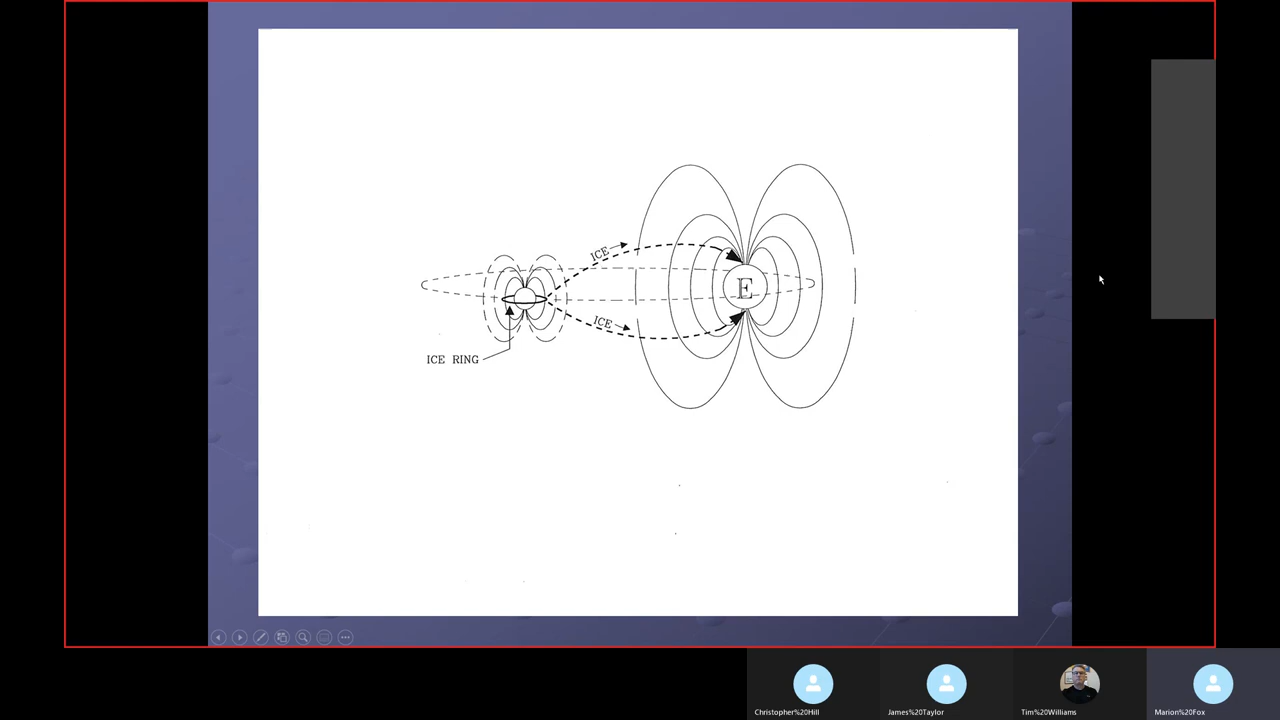 ICE
E
ICE
ICE RING
Christopher%20Hill
James%20Taylor
Tim%20Williams
Marion%20Fox